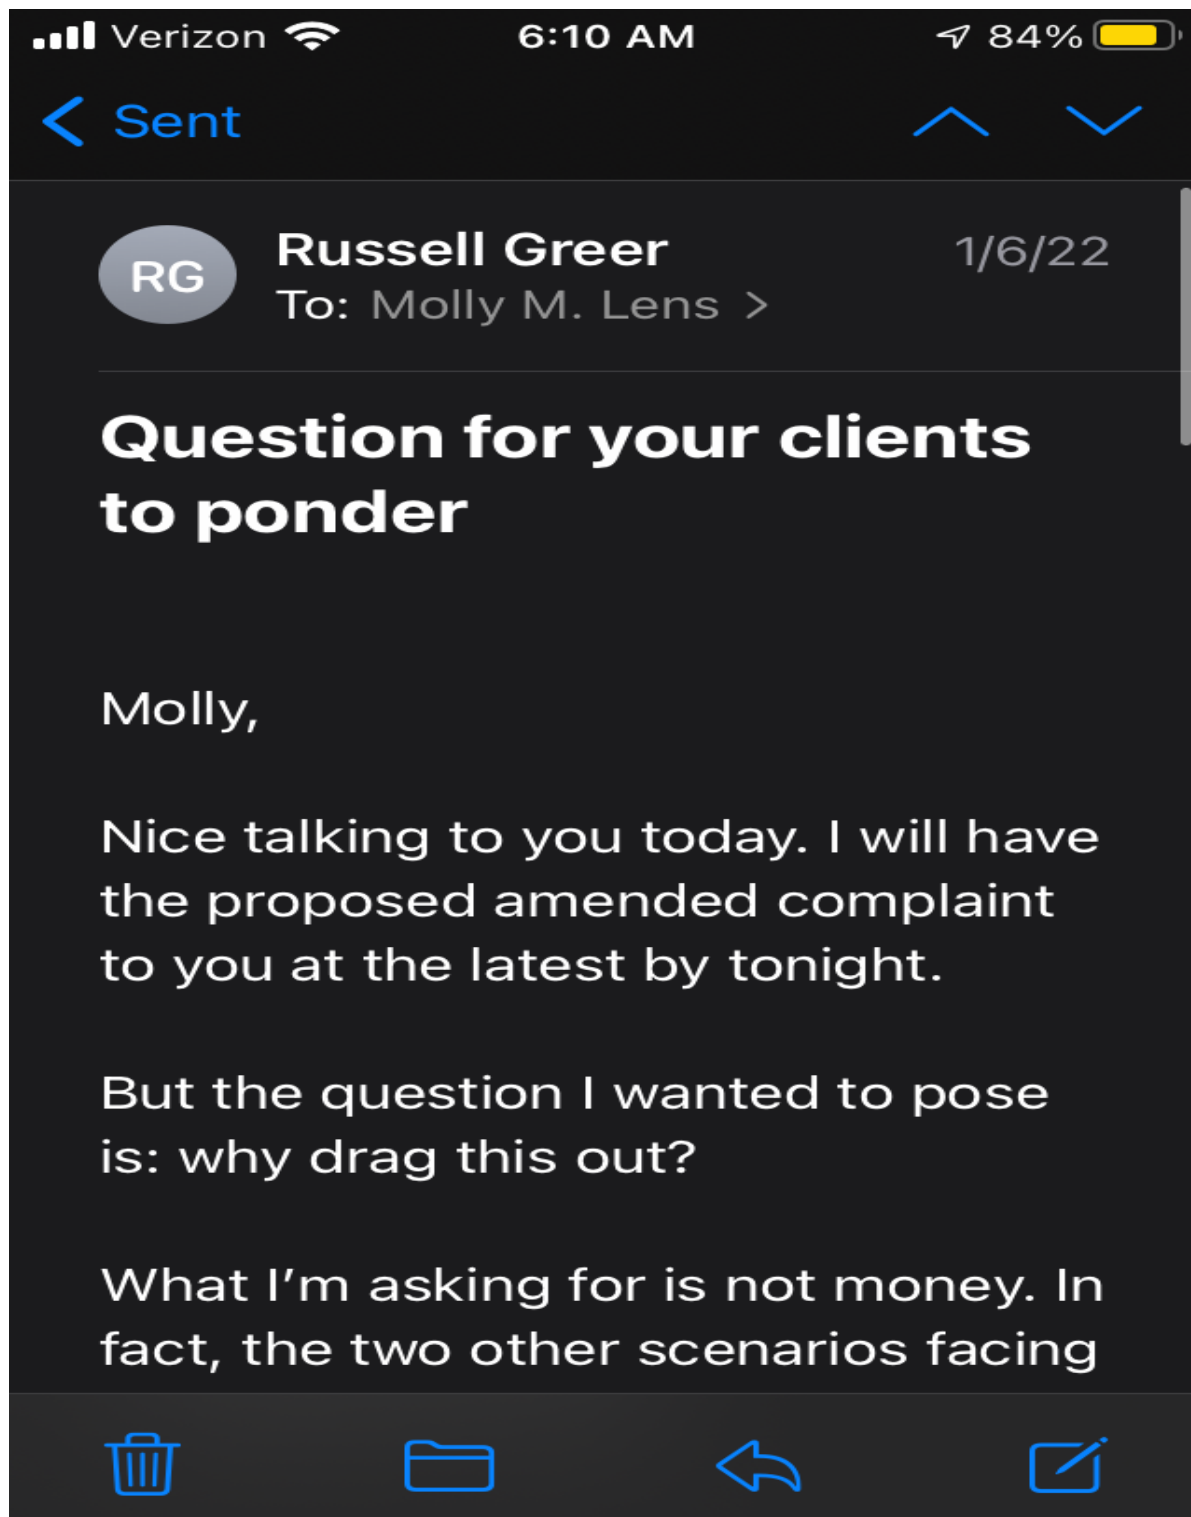 Verizon 6:10 AM 84%
Sent
RG Russell Greer 1/6/22
To: Molly M. Lens >
Question for your clients
to ponder
Molly,
Nice talking to you today. I will have
the proposed amended complaint
to you at the latest by tonight.
But the question I wanted to pose
is: why drag this out?
What I’m asking for is not money. In
fact, the two other scenarios facing